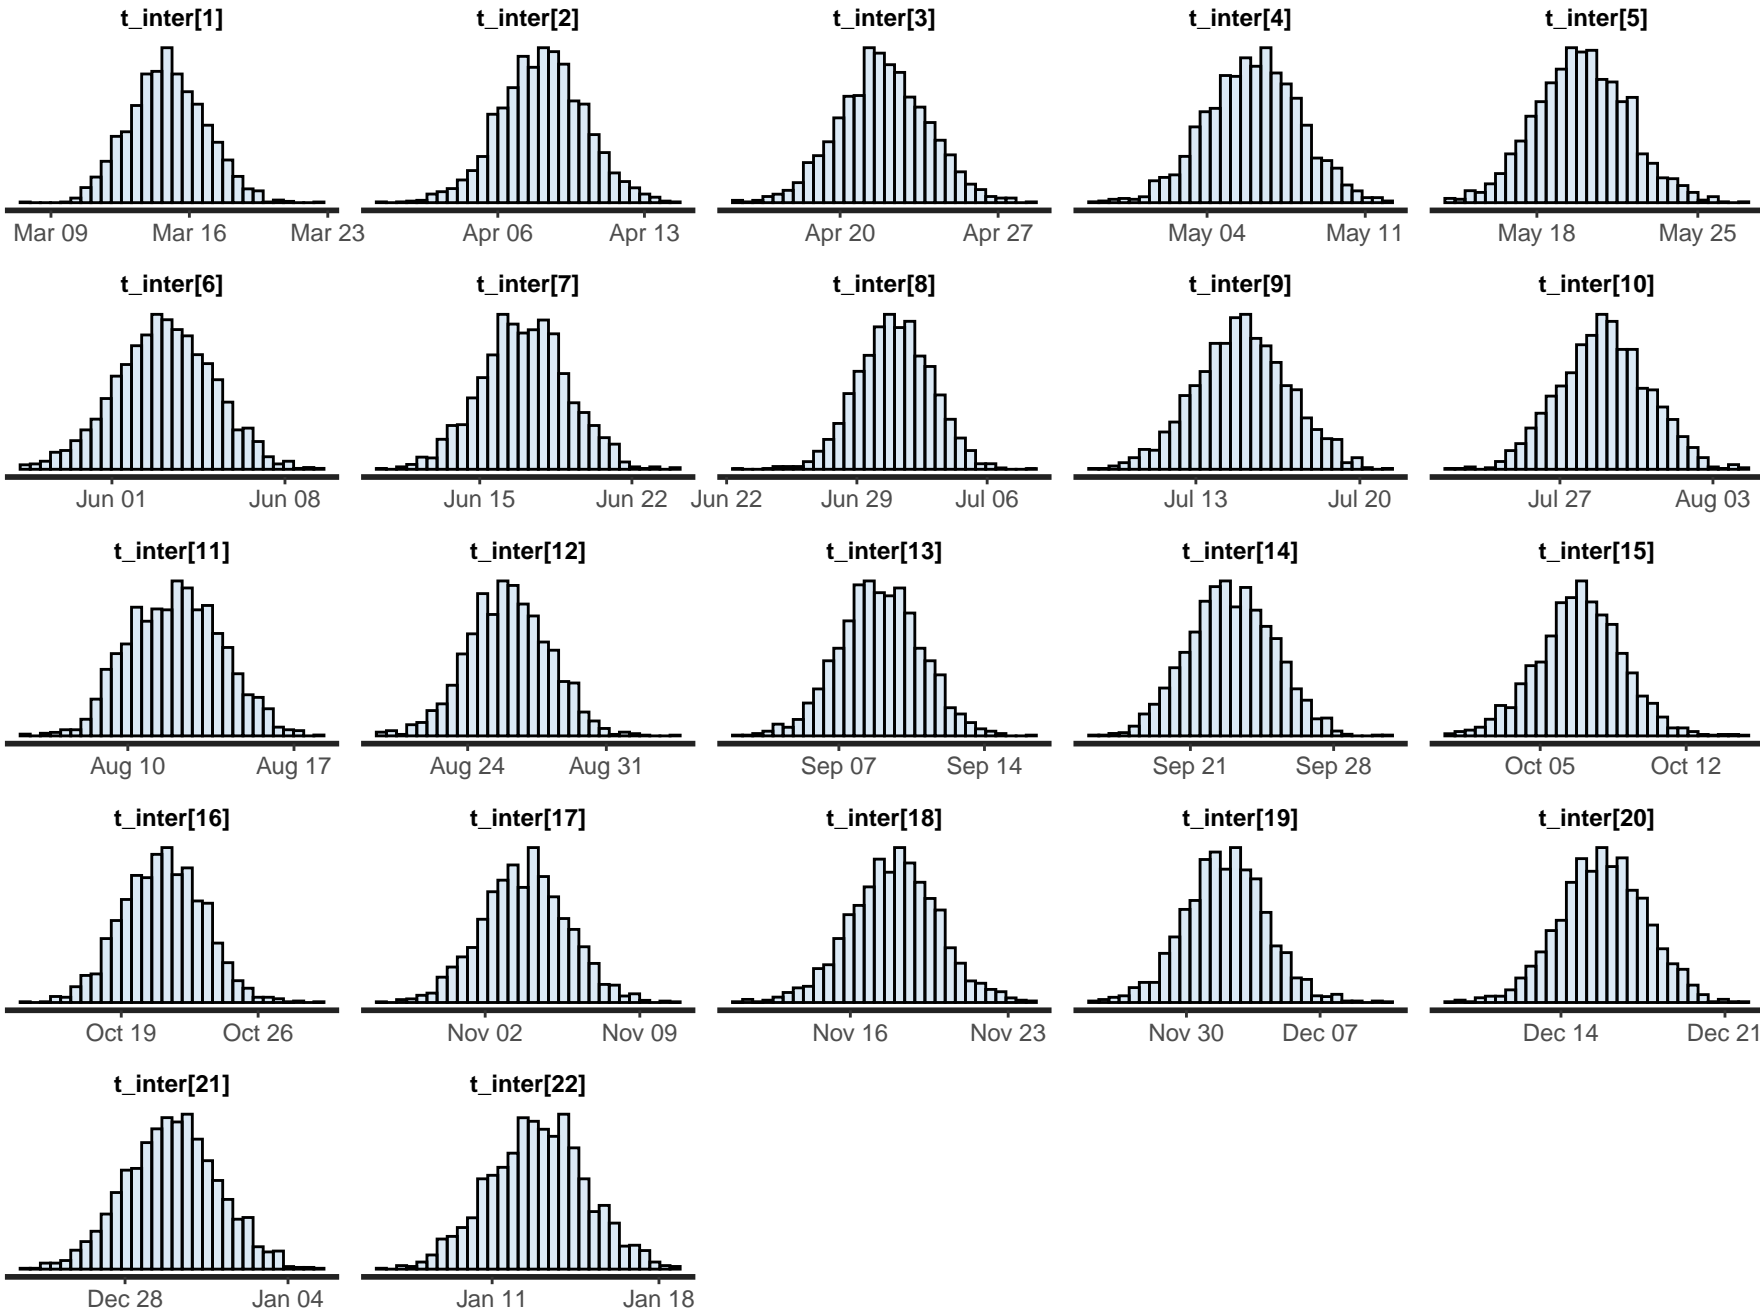 t_inter[1] t_inter[2] t_inter[3] t_inter[4] t_inter[5]
Mar 09 Mar 16 Mar 23 Apr 06 Apr 13 Apr 20 Apr 27 May 04 May 11 May 18 May 25
t_inter[6] t_inter[7] t_inter[8] t_inter[9] t_inter[10]
Jun 01 Jun 08 Jun 15 Jun 22 Jun 22 Jun 29 Jul 06 Jul 13 Jul 20 Jul 27 Aug 03
t_inter[11] t_inter[12] t_inter[13] t_inter[14] t_inter[15]
Aug 10 Aug 17 Aug 24 Aug 31 Sep 07 Sep 14 Sep 21 Sep 28 Oct 05 Oct 12
t_inter[16] t_inter[17] t_inter[18] t_inter[19] t_inter[20]
Oct 19 Oct 26 Nov 02 Nov 09 Nov 16 Nov 23 Nov 30 Dec 07 Dec 14 Dec 21
t_inter[21] t_inter[22]
Dec 28 Jan 04 Jan 11 Jan 18